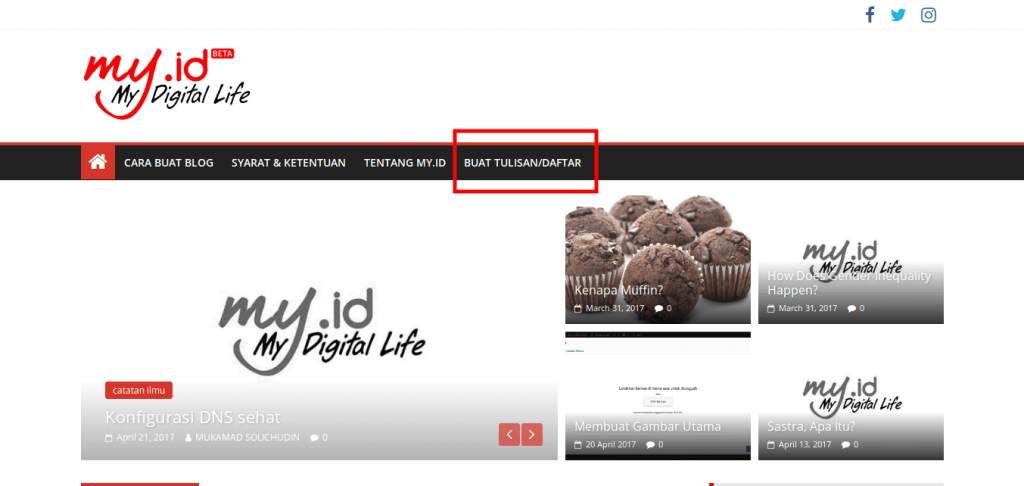 my.id BETA
My Digital Life
CARA BUAT BLOG SYARAT & KETENTUAN TENTANG MY.ID BUAT TULISAN/DAFTAR
my.id
My Digital Life
catatan ilmu
Konfigurasi DNS sehat
April 21, 2017 MUKAMAD SOLICHUDIN 0
Kenapa Muffin?
March 31, 2017 0
my.id
My Digital Life
How Does Gender Inequality
Happen?
March 31, 2017 0
Membuat Gambar Utama
20 April 2017 0
my.id
My Digital Life
Sastra, Apa Itu?
April 13, 2017 0